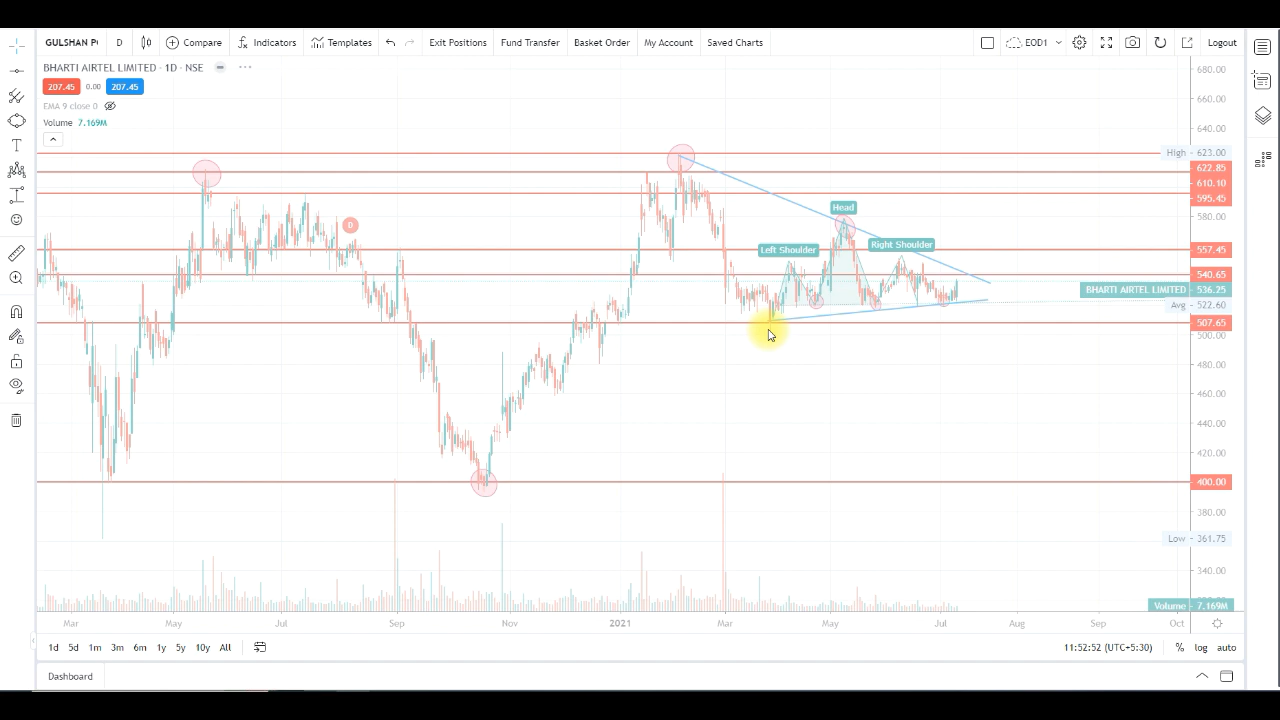 GULSHAN P D Compare Indicators Templates Exit Positions Fund Transfer Basket Order My Account Saved Charts EOD1 Logout
BHARTI AIRTEL LIMITED · 1D · NSE
207.45 0.00 207.45
EMA 9 close 0
Volume 7.169M
680.00
660.00
640.00
High 623.00
622.85
610.10
595.45
580.00
557.45
540.65
BHARTI AIRTEL LIMITED 536.25
Avg 522.60
507.65
500.00
480.00
460.00
440.00
420.00
400.00
380.00
Low 361.75
340.00
Volume 7.169M
Head
Left Shoulder
Right Shoulder
D
Mar May Jul Sep Nov 2021 Mar May Jul Aug Sep Oct
1d 5d 1m 3m 6m 1y 5y 10y All 11:52:52 (UTC+5:30) % log auto
Dashboard